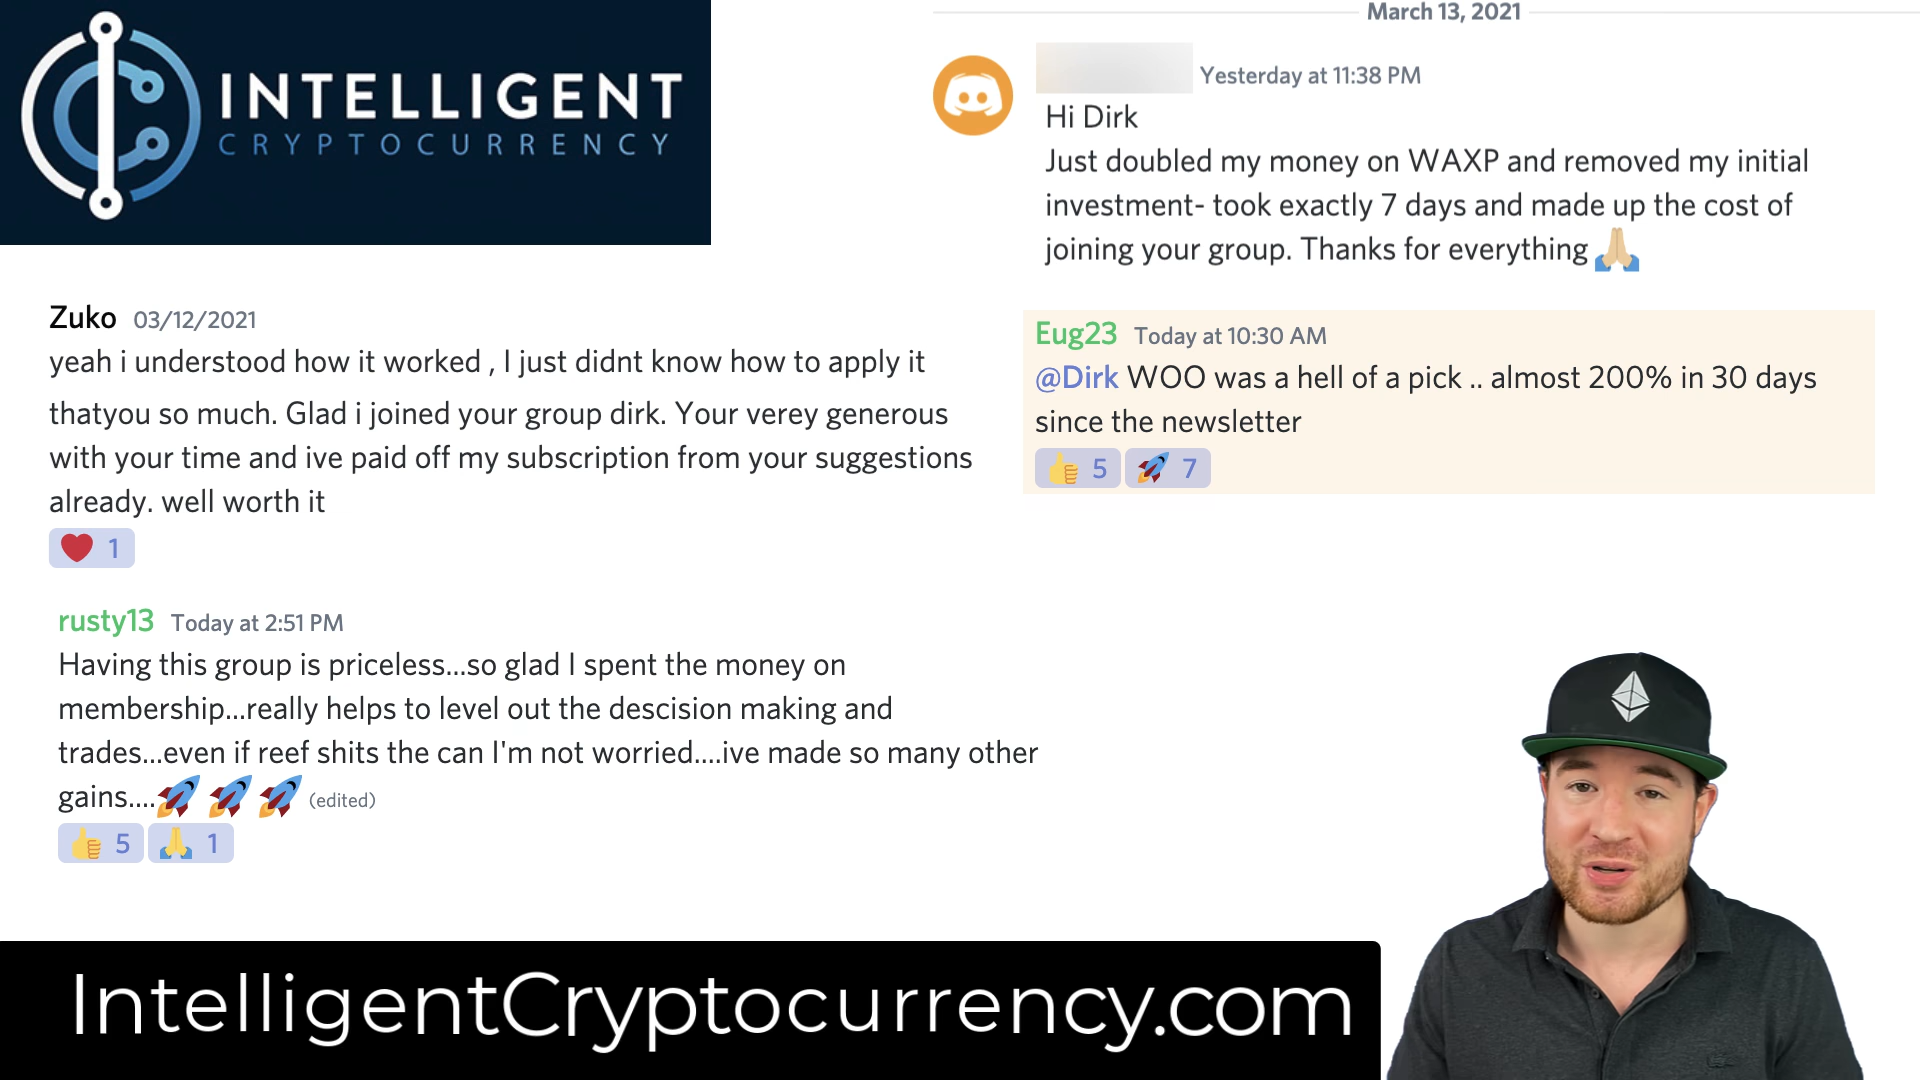 INTELLIGENT
CRYPTOCURRENCY
Zuko 03/12/2021
yeah i understood how it worked , I just didnt know how to apply it
thatyou so much. Glad i joined your group dirk. Your verey generous
with your time and ive paid off my subscription from your suggestions
already. well worth it
❤️ 1
rusty13 Today at 2:51 PM
Having this group is priceless...so glad I spent the money on
membership...really helps to level out the descision making and
trades...even if reef shits the can I'm not worried....ive made so many other
gains....🚀 🚀 🚀 (edited)
👍 5 🙏 1
March 13, 2021
Yesterday at 11:38 PM
Hi Dirk
Just doubled my money on WAXP and removed my initial
investment- took exactly 7 days and made up the cost of
joining your group. Thanks for everything 🙏🏼
Eug23 Today at 10:30 AM
@Dirk WOO was a hell of a pick .. almost 200% in 30 days
since the newsletter
👍 5 🚀 7
IntelligentCryptocurrency.com